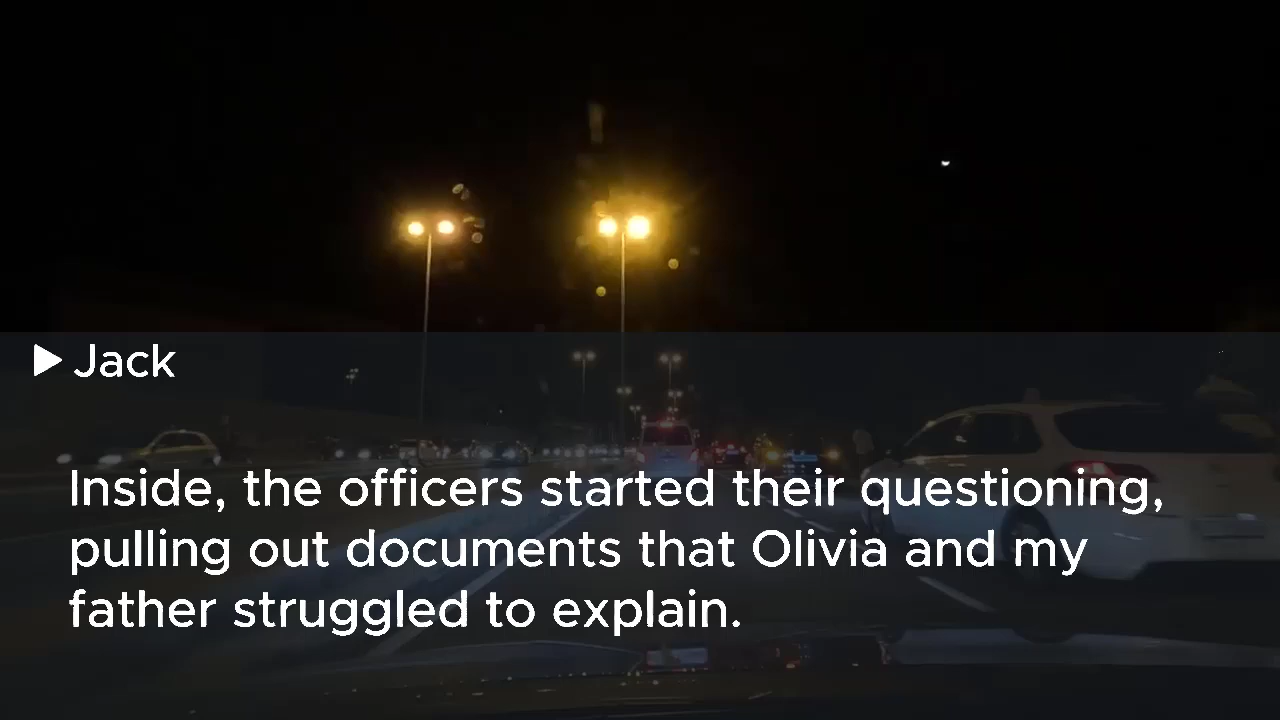 Jack
Inside, the officers started their questioning,
pulling out documents that Olivia and my
father struggled to explain.